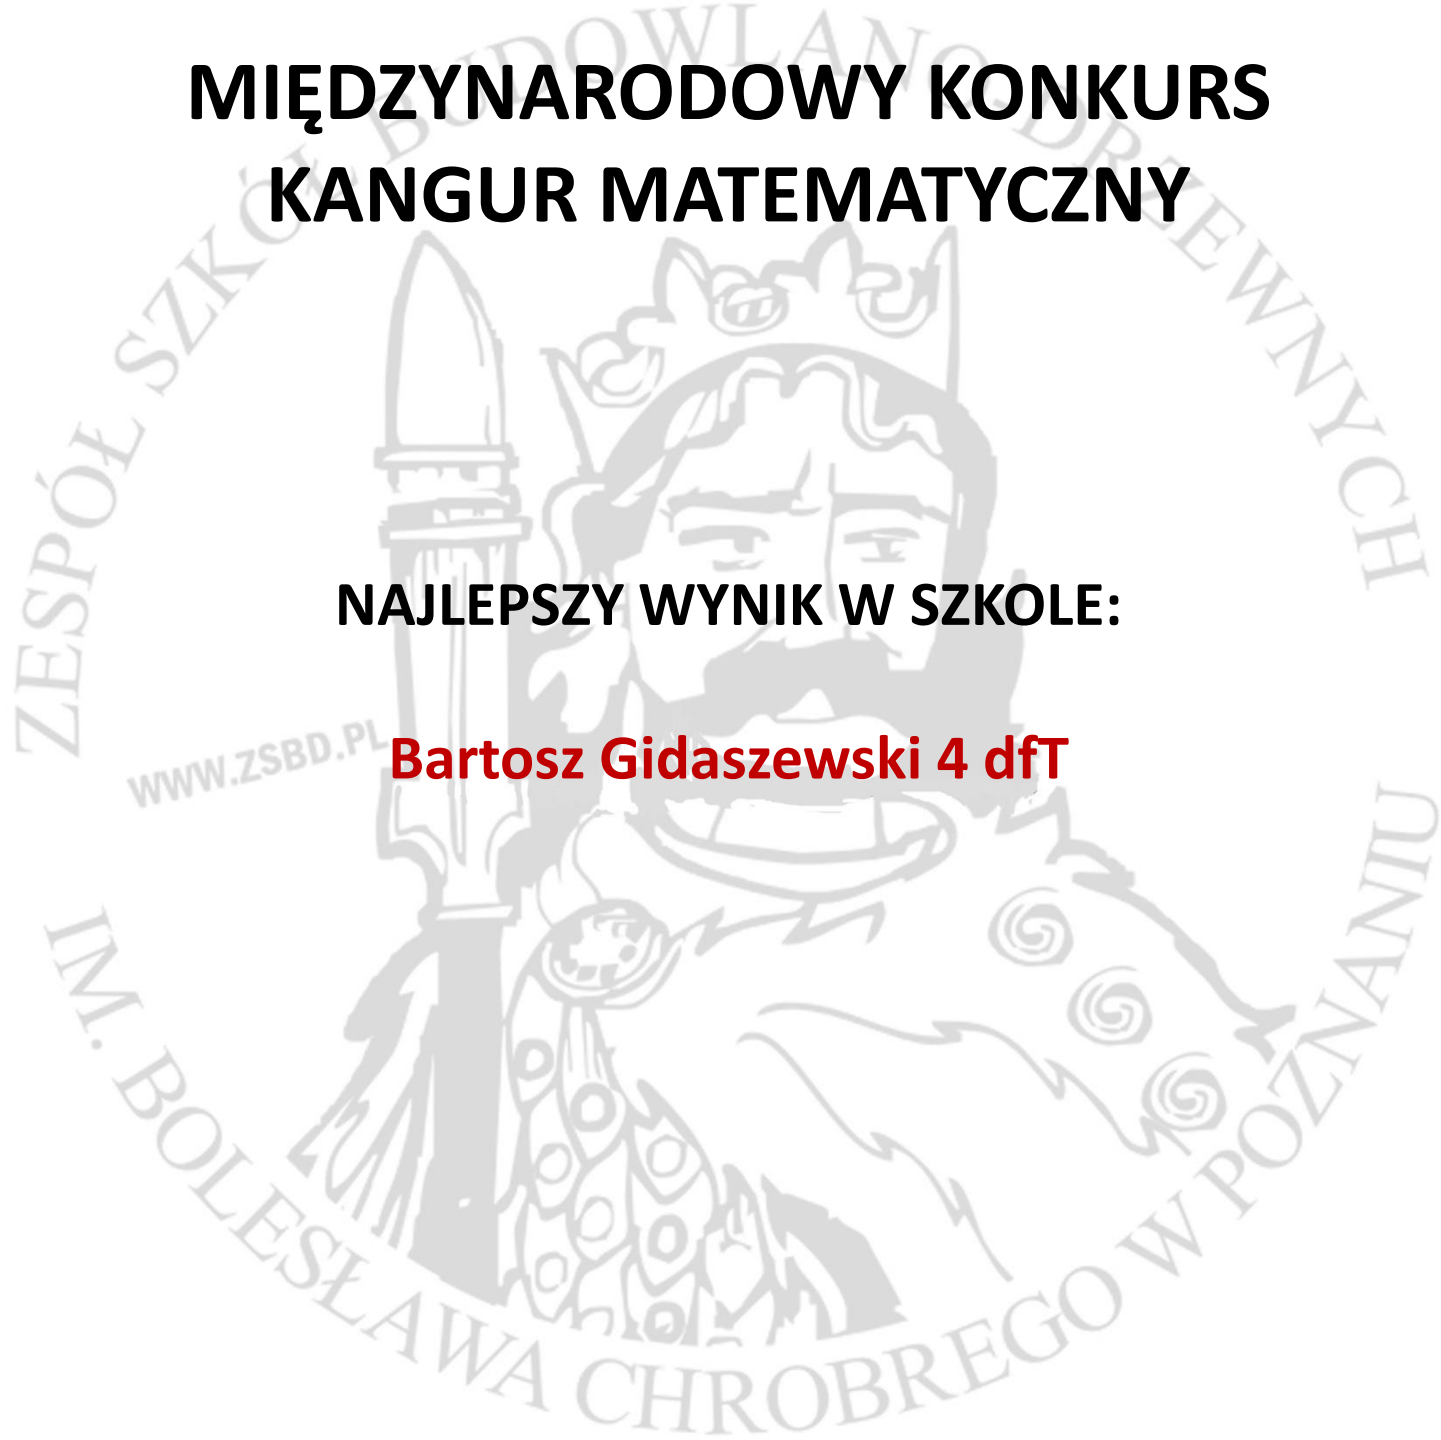 MIĘDZYNARODOWY KONKURS
KANGUR MATEMATYCZNY
NAJLEPSZY WYNIK W SZKOLE:
Bartosz Gidaszewski 4 dfT
ZESPÓŁ SZKÓŁ BUDOWLANO-DRZEWNYCH
WWW.ZSBD.PL
IM. BOLESŁAWA CHROBREGO W POZNANIU